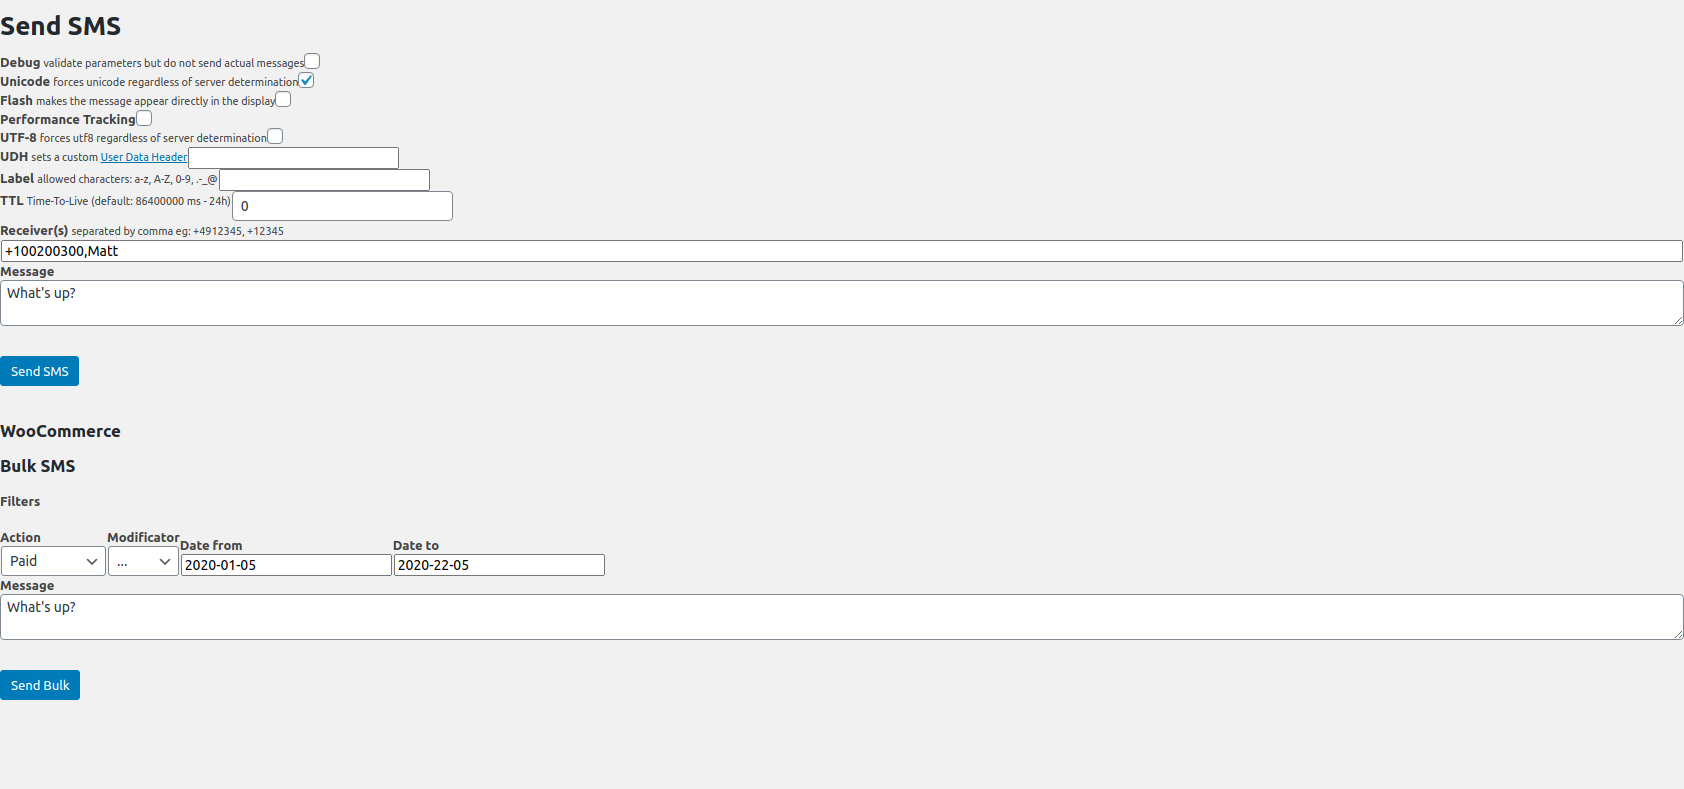 Send SMS
Debug validate parameters but do not send actual messages
Unicode forces unicode regardless of server determination
Flash makes the message appear directly in the display
Performance Tracking
UTF-8 forces utf8 regardless of server determination
UDH sets a custom User Data Header
Label allowed characters: a-z, A-Z, 0-9, .-_@
TTL Time-To-Live (default: 86400000 ms - 24h) 0
Receiver(s) separated by comma eg: +4912345, +12345
+100200300,Matt
Message
What's up?
Send SMS
WooCommerce
Bulk SMS
Filters
Action Modificator Date from Date to
Paid ... 2020-01-05 2020-22-05
Message
What's up?
Send Bulk